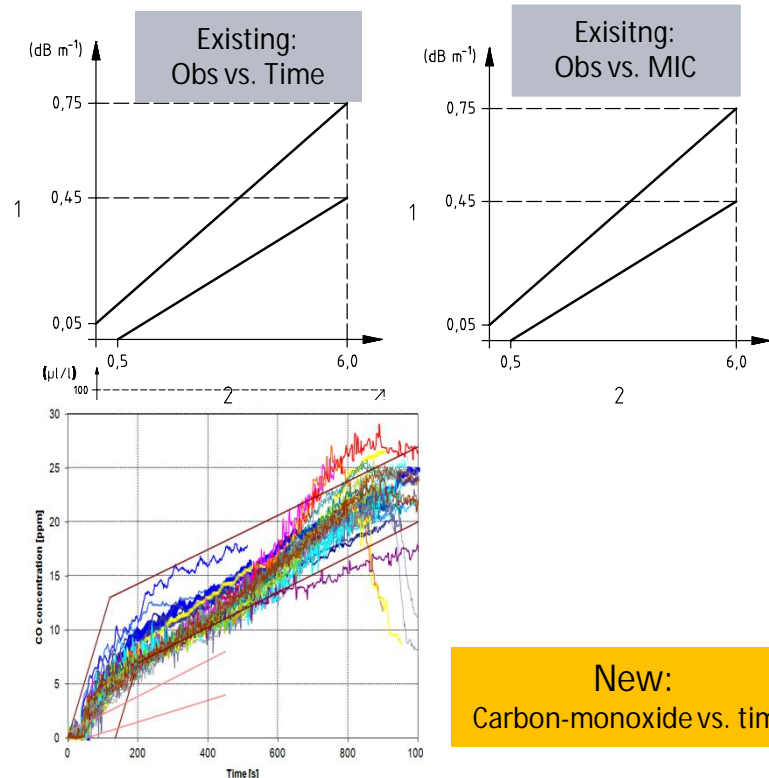 Existing:
Obs vs. Time
(dB m⁻¹)
0,75
0,45
1
0,05
0,5
6,0
2
Exisitng:
Obs vs. MIC
(dB m⁻¹)
0,75
0,45
1
0,05
0,5
6,0
2
(µl/l)
100
30
25
20
15
10
5
0
CO concentration [ppm]
0 200 400 600 800 100
Time [s]
New:
Carbon-monoxide vs. tim